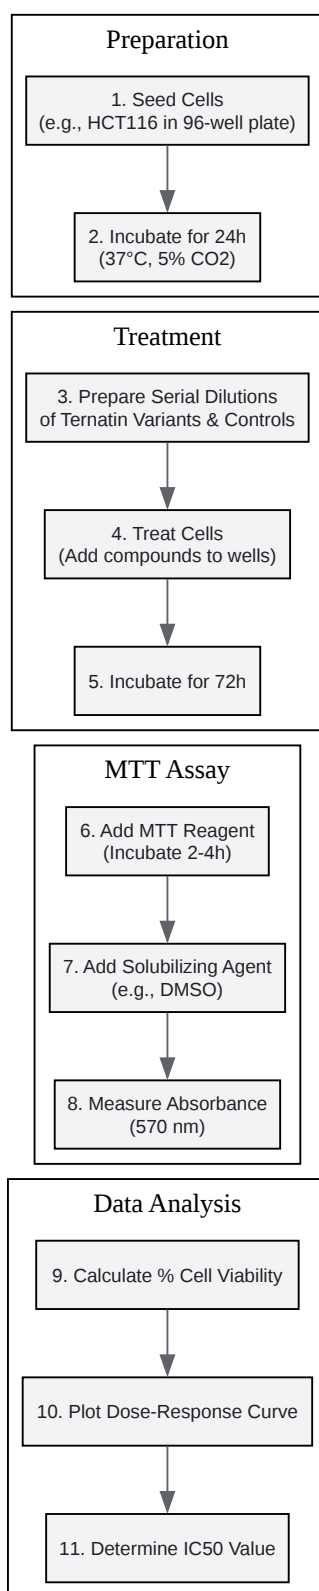 Preparation
1. Seed Cells
(e.g., HCT116 in 96-well plate)
2. Incubate for 24h
(37°C, 5% CO2)
Treatment
3. Prepare Serial Dilutions
of Ternatin Variants & Controls
4. Treat Cells
(Add compounds to wells)
5. Incubate for 72h
MTT Assay
6. Add MTT Reagent
(Incubate 2-4h)
7. Add Solubilizing Agent
(e.g., DMSO)
8. Measure Absorbance
(570 nm)
Data Analysis
9. Calculate % Cell Viability
10. Plot Dose-Response Curve
11. Determine IC50 Value